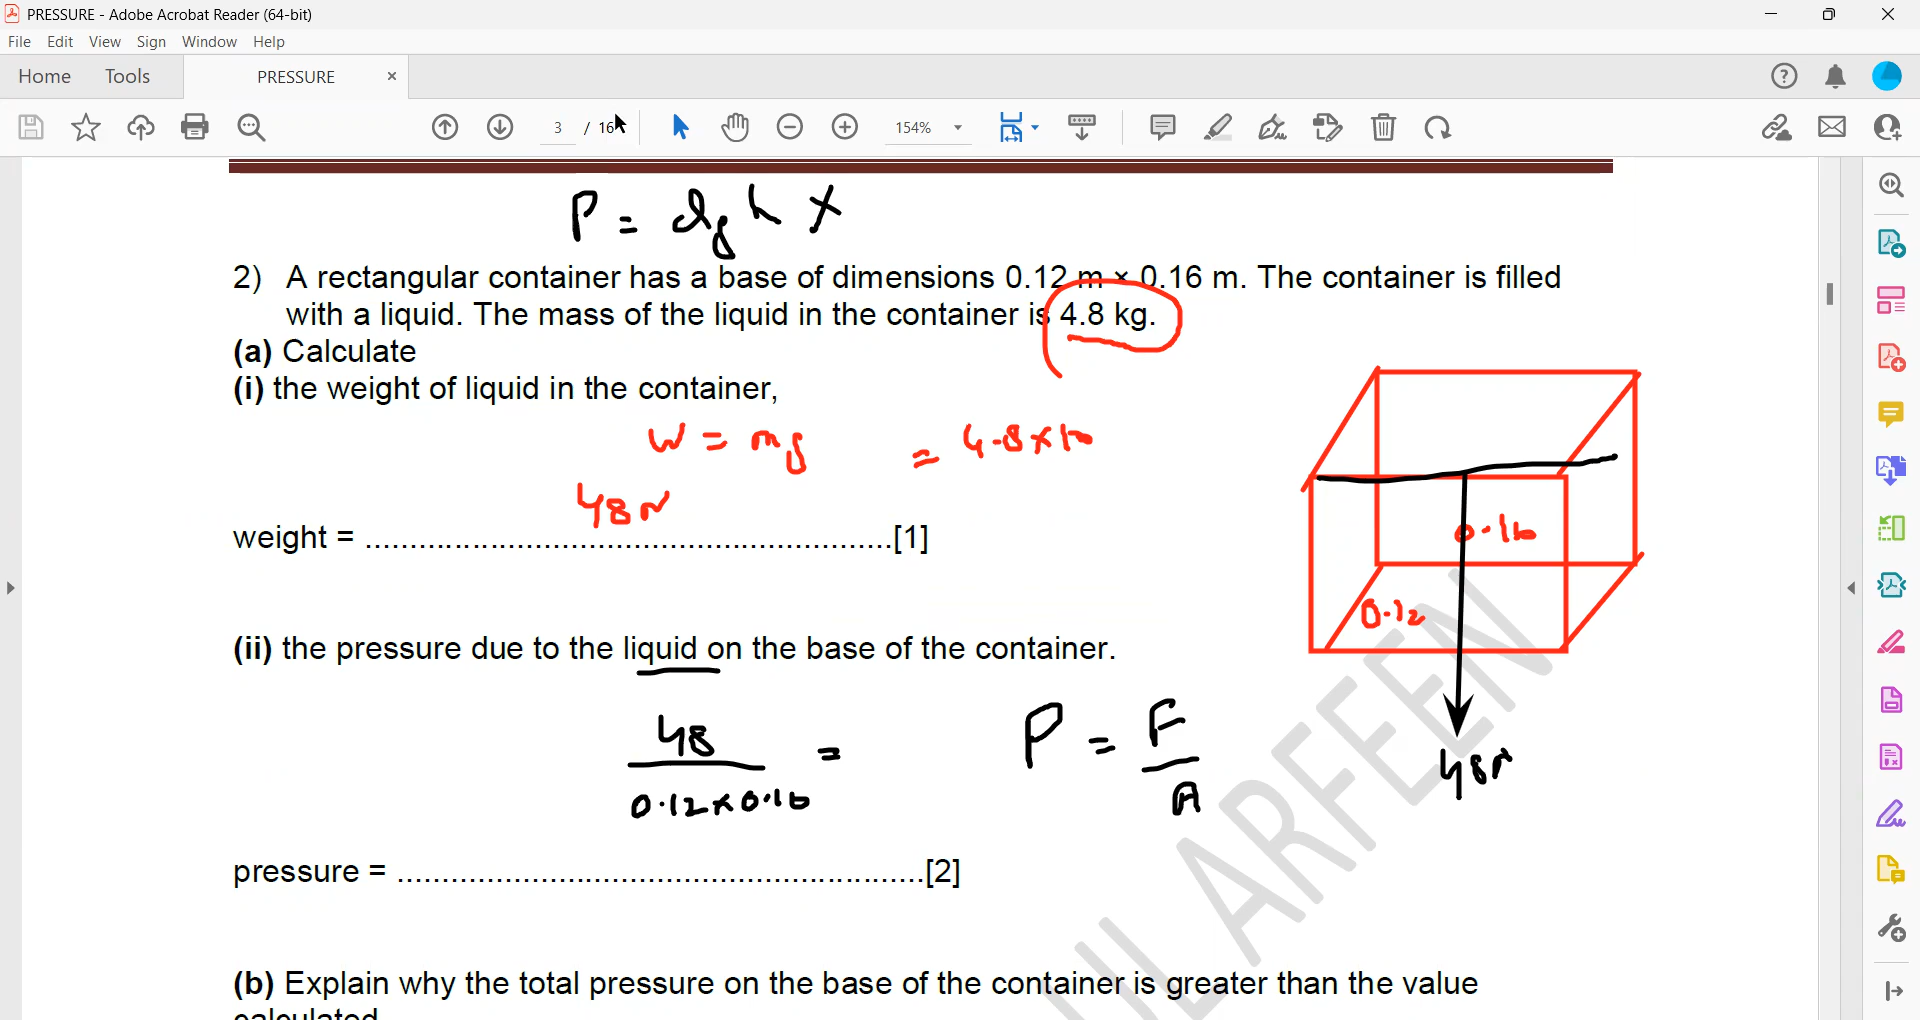 PRESSURE - Adobe Acrobat Reader (64-bit)
File Edit View Sign Window Help
Home Tools PRESSURE
3 / 16 154%
P = dgh X
2) A rectangular container has a base of dimensions 0.12 m × 0.16 m. The container is filled
with a liquid. The mass of the liquid in the container is 4.8 kg.
(a) Calculate
(i) the weight of liquid in the container,
W = mg = 4.8 × 10
48 N
weight = ..........................................................[1]
0.16
0.12
(ii) the pressure due to the liquid on the base of the container.
48
0.12 × 0.16 =
P = F
A
48N
pressure = ..........................................................[2]
(b) Explain why the total pressure on the base of the container is greater than the value
calculated
UL ARFEEN